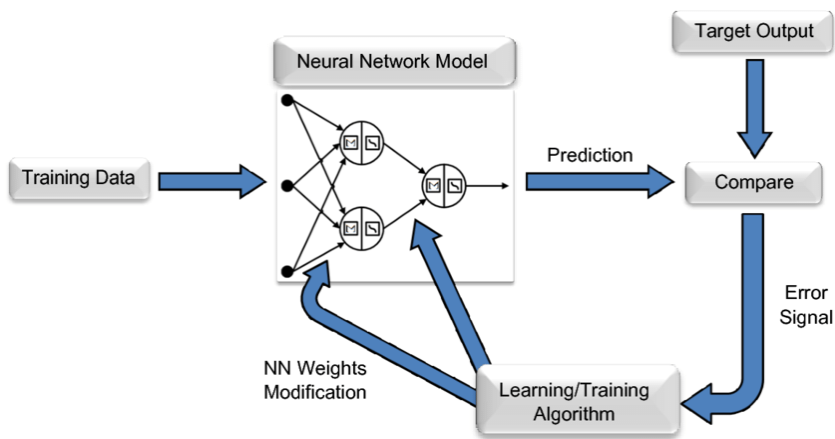 Target Output
Neural Network Model
Training Data
Prediction
Compare
Error
Signal
NN Weights
Modification
Learning/Training
Algorithm